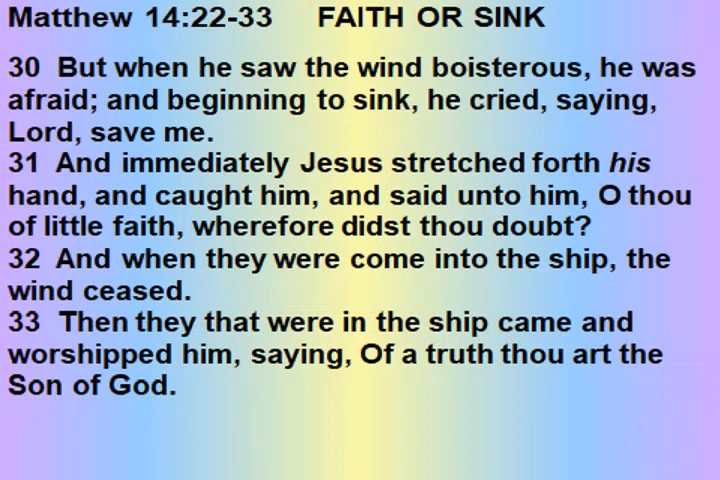 Matthew 14:22-33 FAITH OR SINK
30 But when he saw the wind boisterous, he was
afraid; and beginning to sink, he cried, saying,
Lord, save me.
31 And immediately Jesus stretched forth his
hand, and caught him, and said unto him, O thou
of little faith, wherefore didst thou doubt?
32 And when they were come into the ship, the
wind ceased.
33 Then they that were in the ship came and
worshipped him, saying, Of a truth thou art the
Son of God.